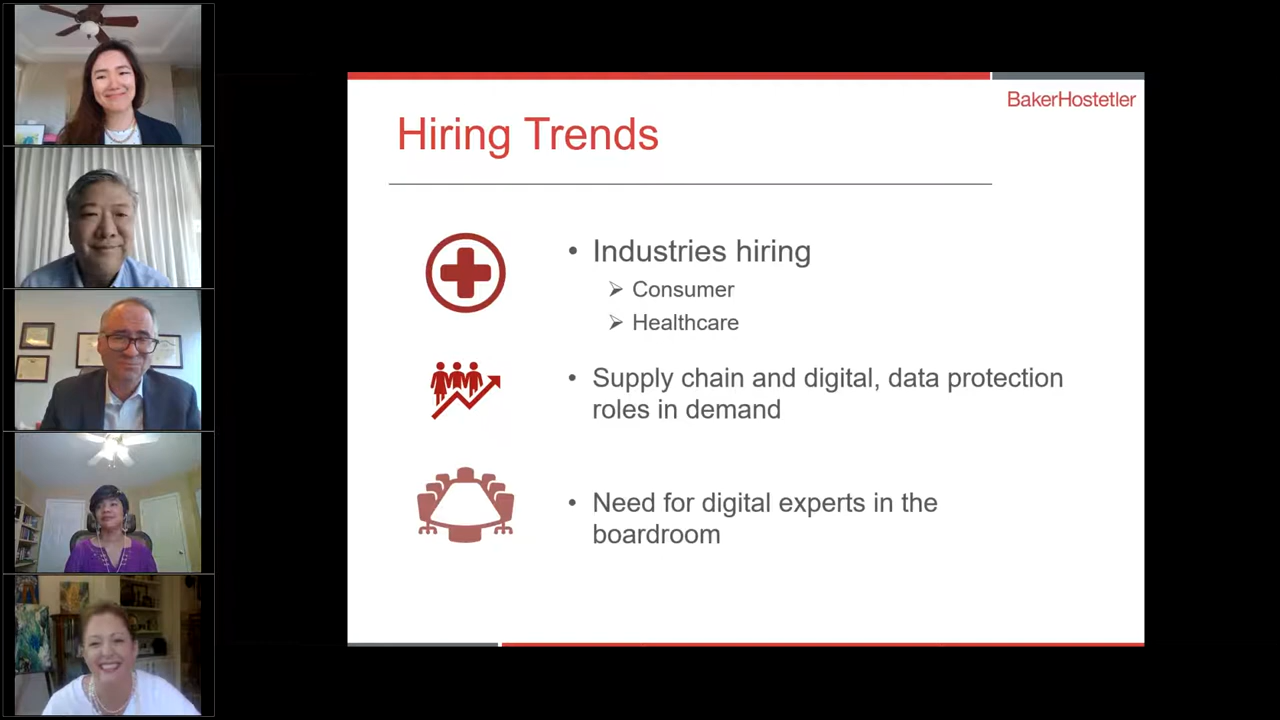 BakerHostetler
Hiring Trends
• Industries hiring
➢ Consumer
➢ Healthcare
• Supply chain and digital, data protection
roles in demand
• Need for digital experts in the
boardroom